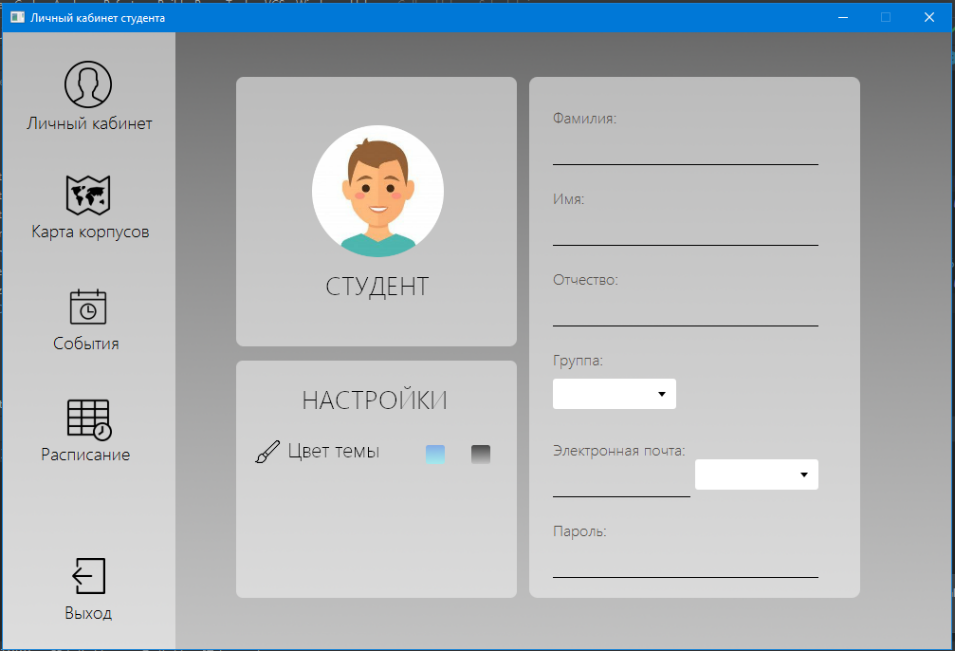 Личный кабинет студента
Личный кабинет
Карта корпусов
События
Расписание
Выход
СТУДЕНТ
НАСТРОЙКИ
Цвет темы
Фамилия:
Имя:
Отчество:
Группа:
Электронная почта:
Пароль: